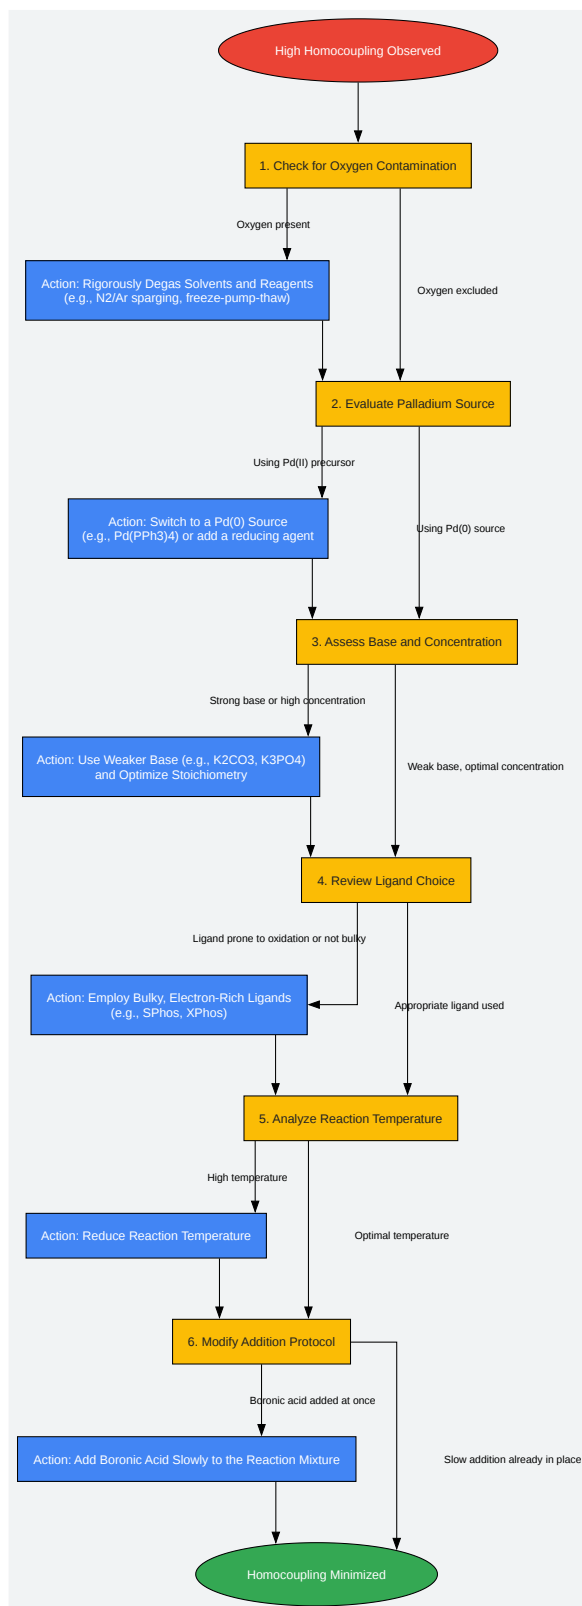 High Homocoupling Observed
1. Check for Oxygen Contamination
Oxygen present
Action: Rigorously Degas Solvents and Reagents
(e.g., N2/Ar sparging, freeze-pump-thaw)
Oxygen excluded
2. Evaluate Palladium Source
Using Pd(II) precursor
Action: Switch to a Pd(0) Source
(e.g., Pd(PPh3)4) or add a reducing agent
Using Pd(0) source
3. Assess Base and Concentration
Strong base or high concentration
Action: Use Weaker Base (e.g., K2CO3, K3PO4)
and Optimize Stoichiometry
Weak base, optimal concentration
4. Review Ligand Choice
Ligand prone to oxidation or not bulky
Action: Employ Bulky, Electron-Rich Ligands
(e.g., SPhos, XPhos)
Appropriate ligand used
5. Analyze Reaction Temperature
High temperature
Action: Reduce Reaction Temperature
Optimal temperature
6. Modify Addition Protocol
Boronic acid added at once
Action: Add Boronic Acid Slowly to the Reaction Mixture
Slow addition already in place
Homocoupling Minimized